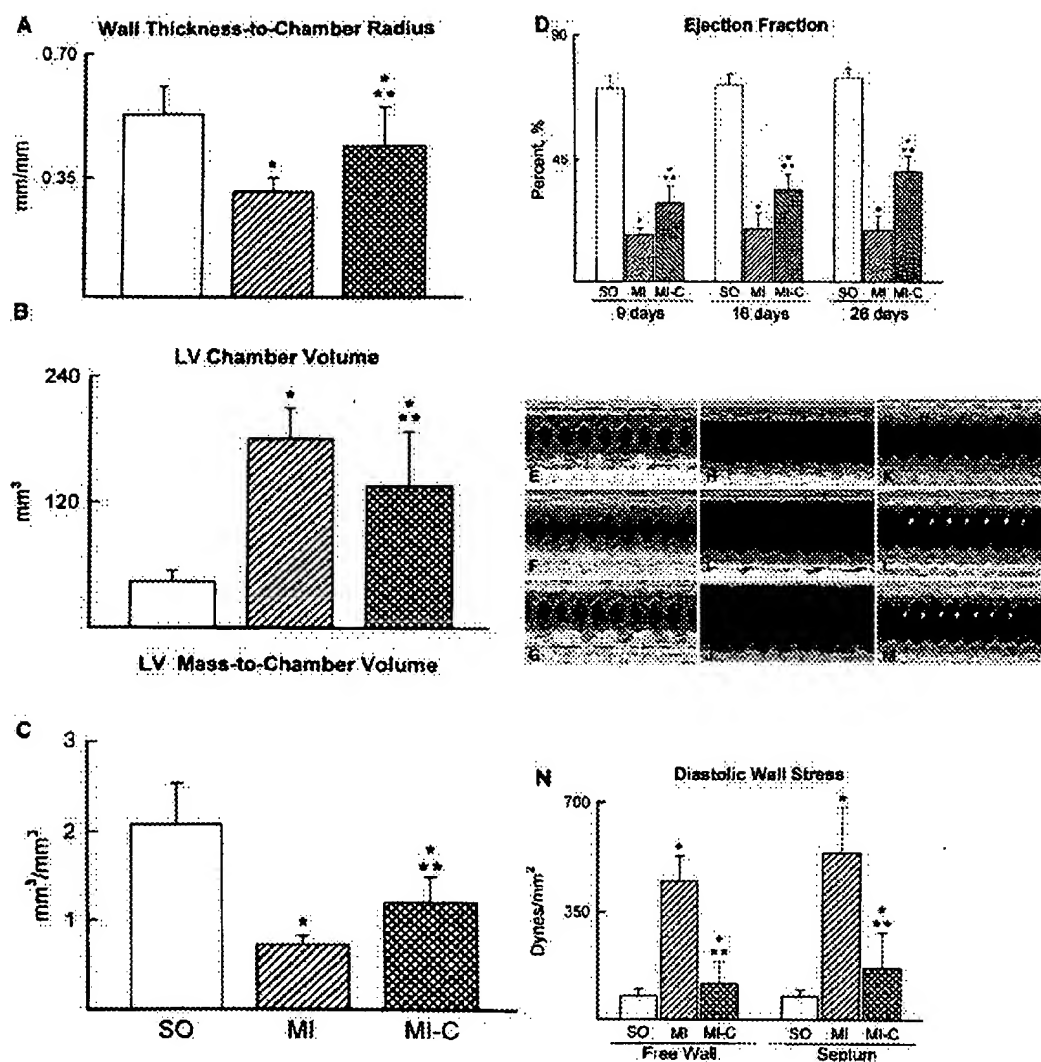 A
Wall Thickness-to-Chamber Radius
0.70
0.35
mm/mm
*
*
**
B
LV Chamber Volume
240
120
mm³
*
*
**
LV Mass-to-Chamber Volume
C
3
2
1
mm³/mm³
*
*
**
SO MI MI-C
D
Ejection Fraction
90
45
Percent, %
SO MI MI-C SO MI MI-C SO MI MI-C
9 days 16 days 26 days
E H K
F I L
G J M
N
Diastolic Wall Stress
700
350
Dynes/mm²
*
*
**
*
*
**
SO MI MI-C SO MI MI-C
Free Wall Septum